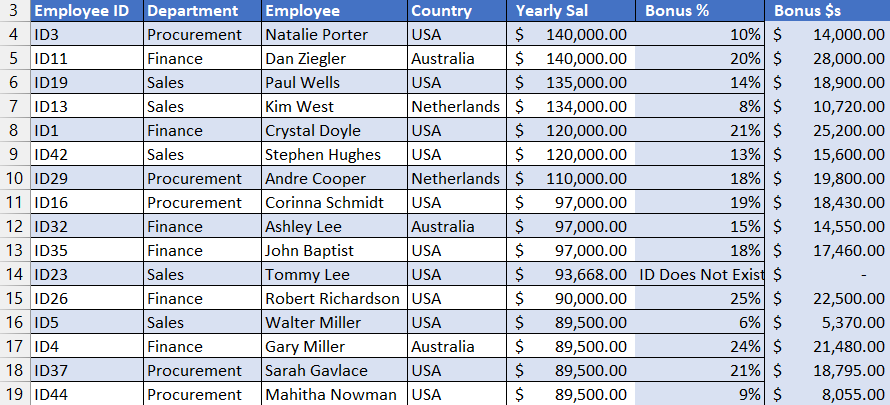 3 Employee ID Department Employee Country Yearly Sal Bonus % Bonus $s
4 ID3 Procurement Natalie Porter USA $ 140,000.00 10% $ 14,000.00
5 ID11 Finance Dan Ziegler Australia $ 140,000.00 20% $ 28,000.00
6 ID19 Sales Paul Wells USA $ 135,000.00 14% $ 18,900.00
7 ID13 Sales Kim West Netherlands $ 134,000.00 8% $ 10,720.00
8 ID1 Finance Crystal Doyle USA $ 120,000.00 21% $ 25,200.00
9 ID42 Sales Stephen Hughes USA $ 120,000.00 13% $ 15,600.00
10 ID29 Procurement Andre Cooper Netherlands $ 110,000.00 18% $ 19,800.00
11 ID16 Procurement Corinna Schmidt USA $ 97,000.00 19% $ 18,430.00
12 ID32 Finance Ashley Lee Australia $ 97,000.00 15% $ 14,550.00
13 ID35 Finance John Baptist USA $ 97,000.00 18% $ 17,460.00
14 ID23 Sales Tommy Lee USA $ 93,668.00 ID Does Not Exist $ -
15 ID26 Finance Robert Richardson USA $ 90,000.00 25% $ 22,500.00
16 ID5 Sales Walter Miller USA $ 89,500.00 6% $ 5,370.00
17 ID4 Finance Gary Miller Australia $ 89,500.00 24% $ 21,480.00
18 ID37 Procurement Sarah Gavlace USA $ 89,500.00 21% $ 18,795.00
19 ID44 Procurement Mahitha Nowman USA $ 89,500.00 9% $ 8,055.00